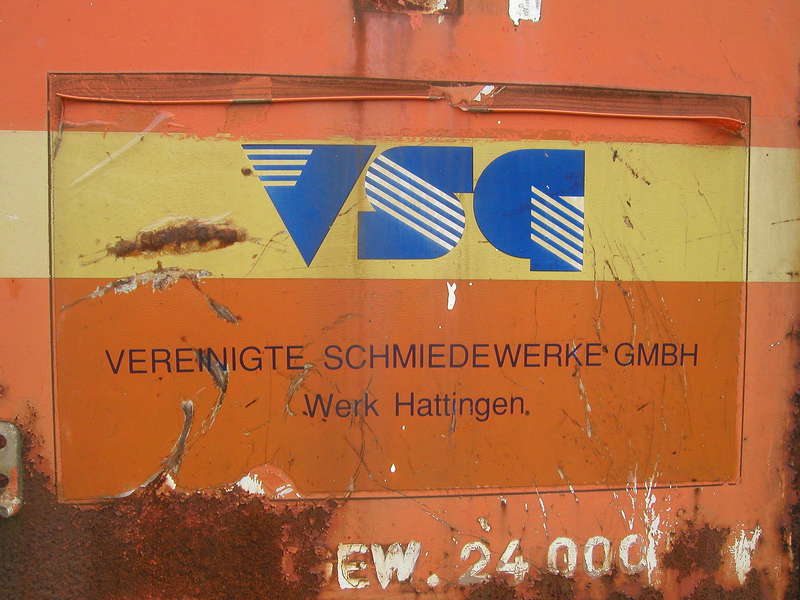 VSG
VEREINIGTE SCHMIEDEWERKE GMBH
Werk Hattingen
EW. 24 000